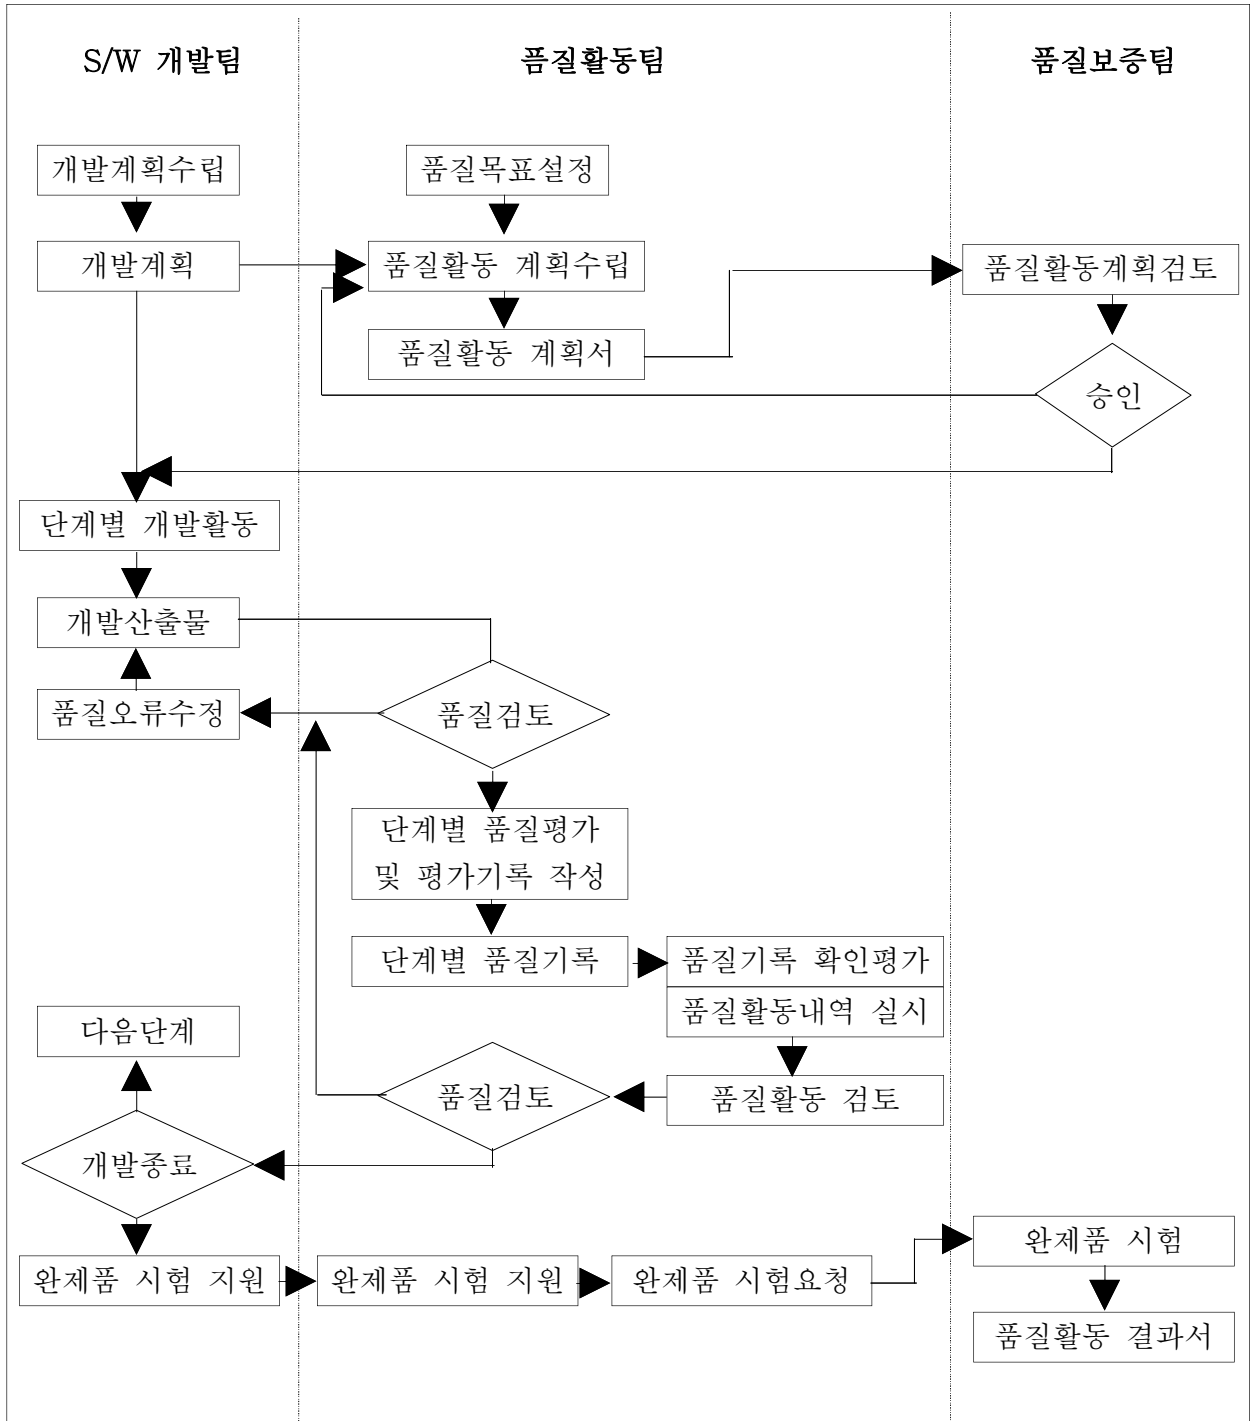 S/W 개발팀
품질활동팀
품질보증팀
개발계획수립
품질목표설정
개발계획
품질활동 계획수립
품질활동계획검토
품질활동 계획서
승인
단계별 개발활동
개발산출물
품질오류수정
품질검토
단계별 품질평가
및 평가기록 작성
단계별 품질기록
품질기록 확인평가
품질활동내역 실시
다음단계
품질검토
품질활동 검토
개발종료
완제품 시험
완제품 시험 지원
완제품 시험 지원
완제품 시험요청
품질활동 결과서